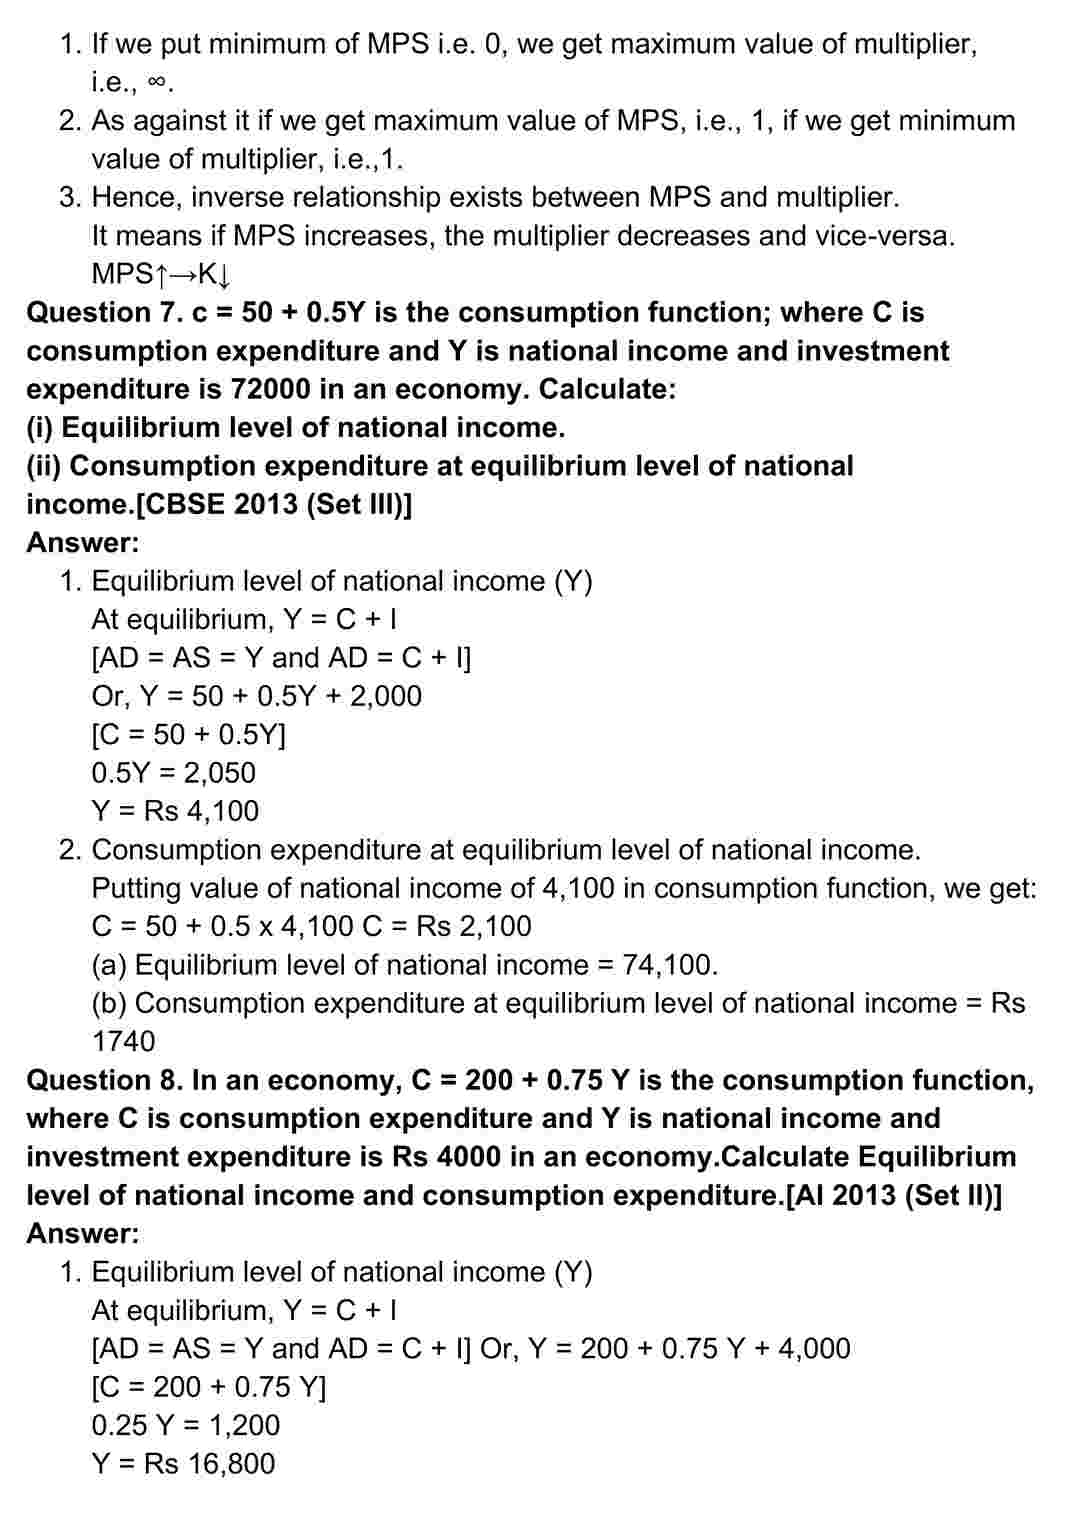 1. If we put minimum of MPS i.e. 0, we get maximum value of multiplier,
i.e., ∞.
2. As against it if we get maximum value of MPS, i.e., 1, if we get minimum
value of multiplier, i.e.,1.
3. Hence, inverse relationship exists between MPS and multiplier.
It means if MPS increases, the multiplier decreases and vice-versa.
MPS↑→K↓
Question 7. c = 50 + 0.5Y is the consumption function; where C is
consumption expenditure and Y is national income and investment
expenditure is 72000 in an economy. Calculate:
(i) Equilibrium level of national income.
(ii) Consumption expenditure at equilibrium level of national
income.[CBSE 2013 (Set III)]
Answer:
1. Equilibrium level of national income (Y)
At equilibrium, Y = C + I
[AD = AS = Y and AD = C + I]
Or, Y = 50 + 0.5Y + 2,000
[C = 50 + 0.5Y]
0.5Y = 2,050
Y = Rs 4,100
2. Consumption expenditure at equilibrium level of national income.
Putting value of national income of 4,100 in consumption function, we get:
C = 50 + 0.5 x 4,100 C = Rs 2,100
(a) Equilibrium level of national income = 74,100.
(b) Consumption expenditure at equilibrium level of national income = Rs
1740
Question 8. In an economy, C = 200 + 0.75 Y is the consumption function,
where C is consumption expenditure and Y is national income and
investment expenditure is Rs 4000 in an economy.Calculate Equilibrium
level of national income and consumption expenditure.[AI 2013 (Set II)]
Answer:
1. Equilibrium level of national income (Y)
At equilibrium, Y = C + I
[AD = AS = Y and AD = C + I] Or, Y = 200 + 0.75 Y + 4,000
[C = 200 + 0.75 Y]
0.25 Y = 1,200
Y = Rs 16,800